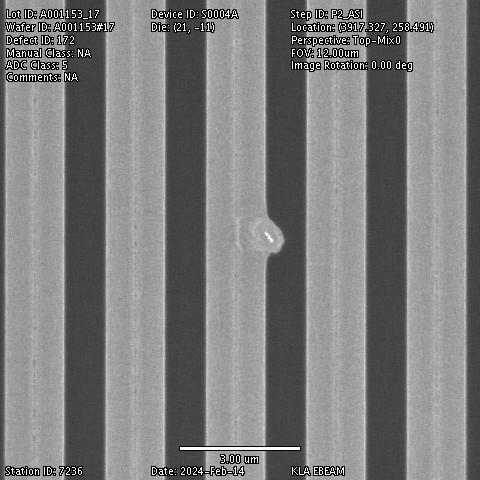 Lot ID: A001153_17
Wafer ID: A001153#17
Defect ID: 172
Manual Class: NA
ADC Class: 5
Comments: NA
Device ID: S0004A
Die: (21, -11)
Step ID: P2_ASI
Location: (3917.327, 258.491)
Perspective: Top-Mix0
FOV: 12.00um
Image Rotation: 0.00 deg
3.00 um
Station ID: 7236
Date: 2024-Feb-14
KLA EBEAM